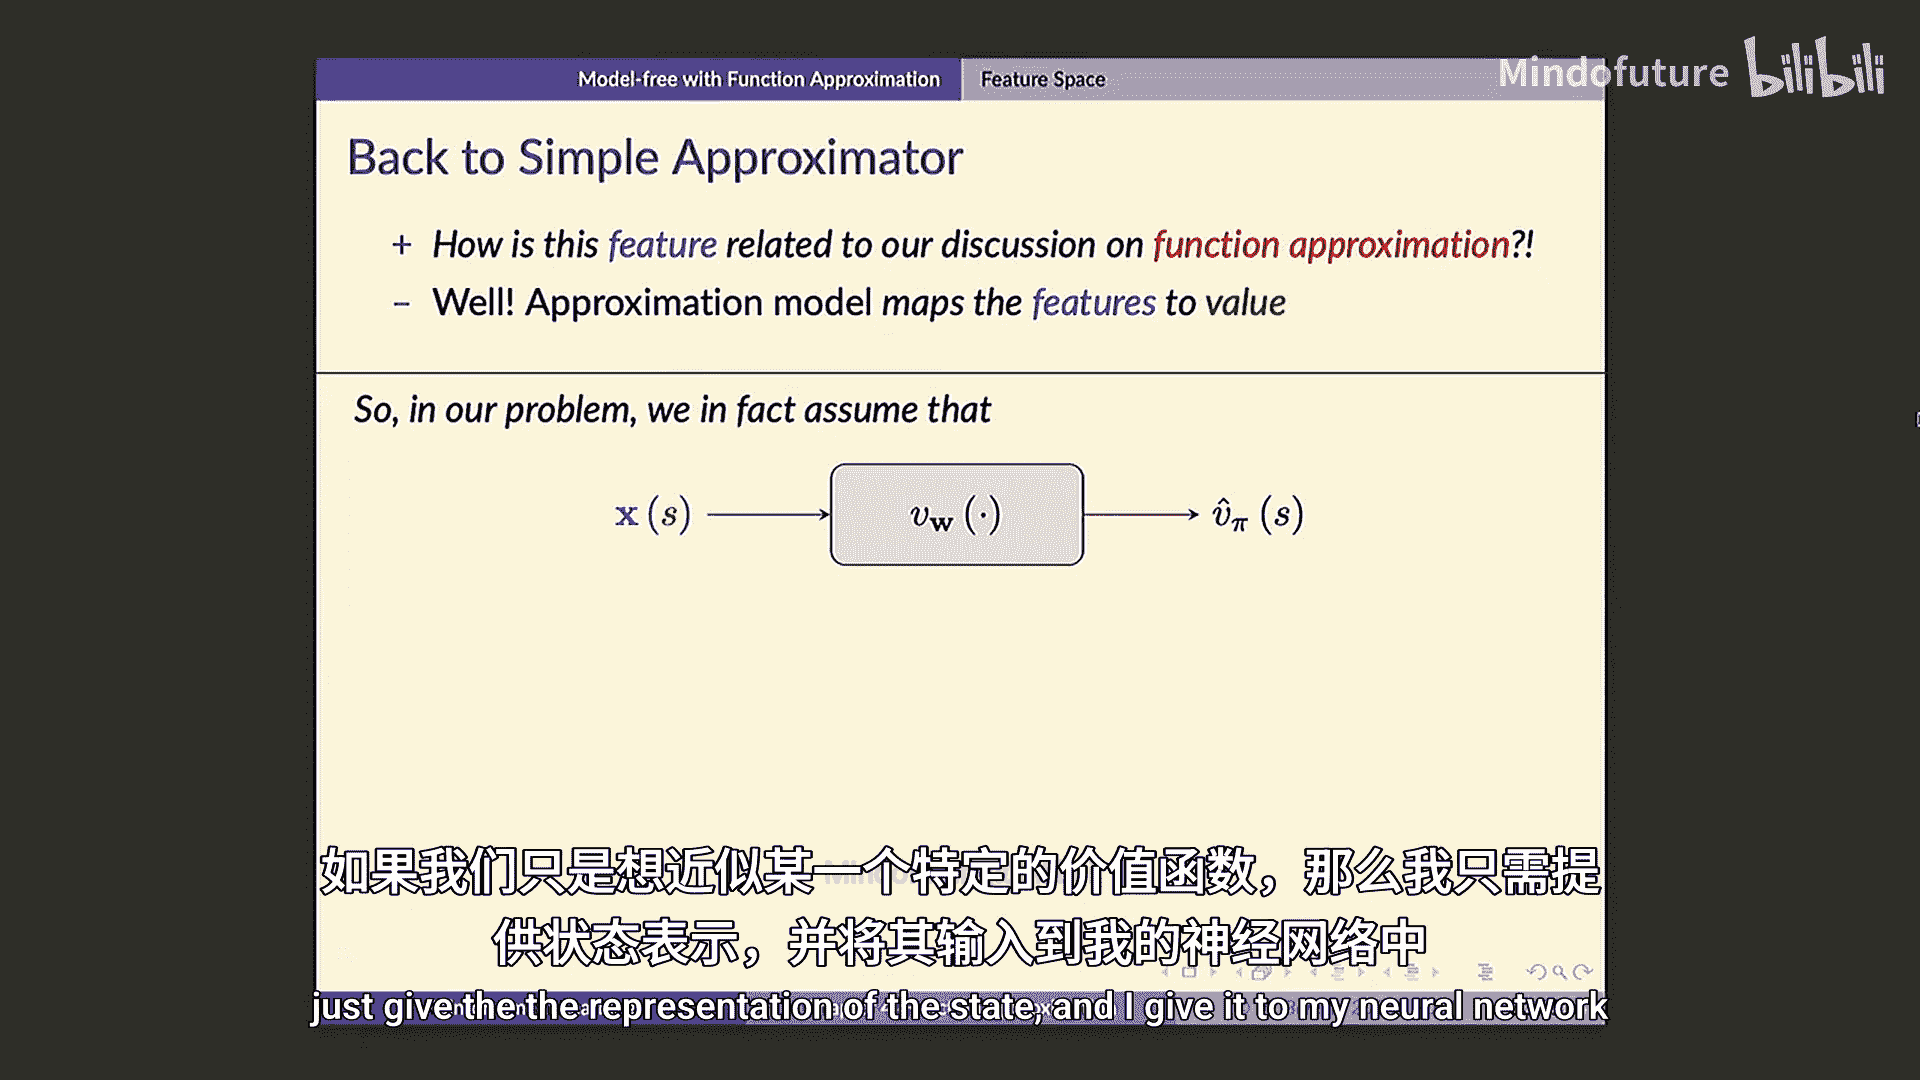 Model-free with Function Approximation Feature Space
Mindofuture bilibili
Back to Simple Approximator
+ How is this feature related to our discussion on function approximation?!
− Well! Approximation model maps the features to value
So, in our problem, we in fact assume that
x (s) v_w (·) v̂_π (s)
如果我们只是想近似某一个特定的价值函数，那么我只需提
供状态表示，并将其输入到我的神经网络中
just give the the representation of the state, and I give it to my neural network